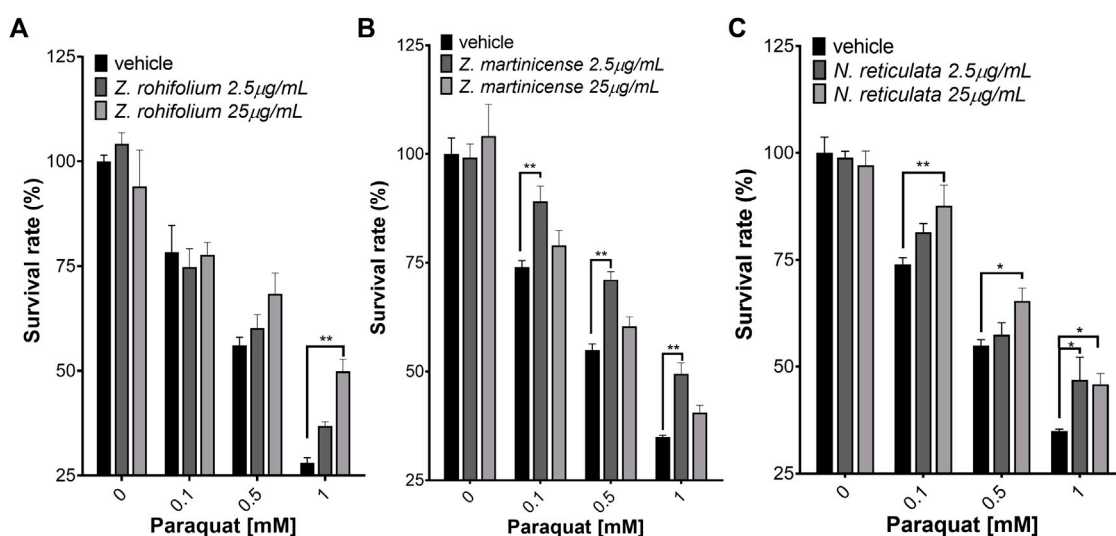 A
vehicle
Z. rohifolium 2.5µg/mL
Z. rohifolium 25µg/mL
125
100
75
50
25
Survival rate (%)
0
0.1
0.5
1
Paraquat [mM]
**
B
vehicle
Z. martinicense 2.5µg/mL
Z. martinicense 25µg/mL
125
100
75
50
25
Survival rate (%)
0
0.1
0.5
1
Paraquat [mM]
**
**
**
C
vehicle
N. reticulata 2.5µg/mL
N. reticulata 25µg/mL
125
100
75
50
25
Survival rate (%)
0
0.1
0.5
1
Paraquat [mM]
**
*
*
*